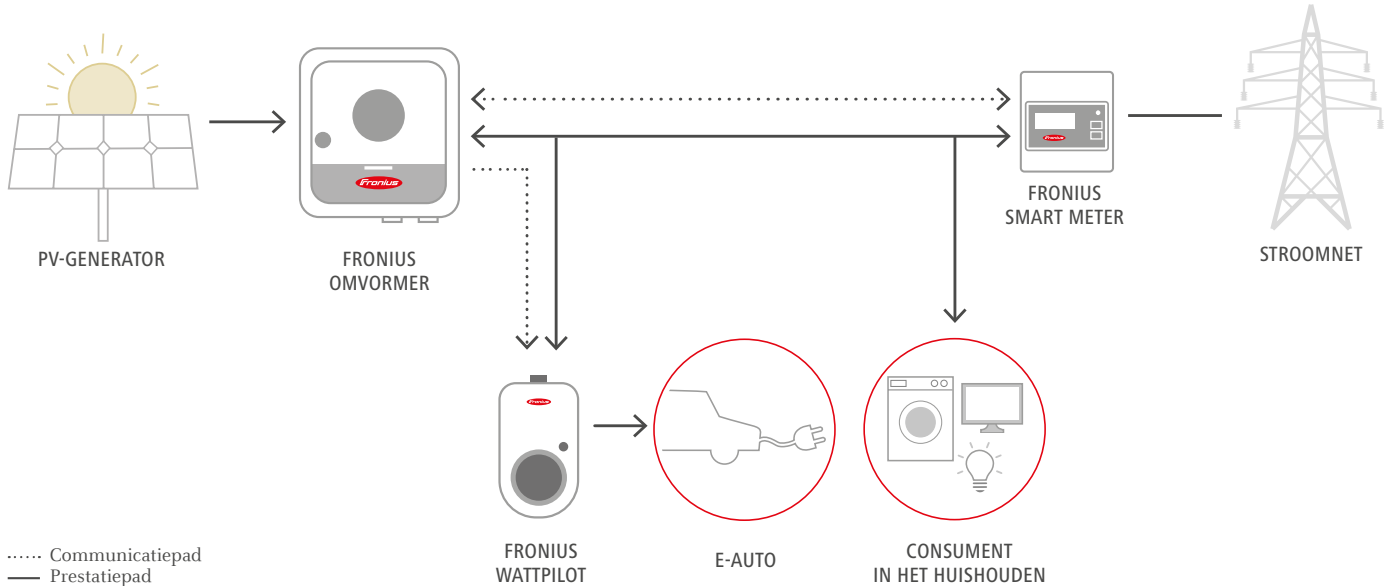 Fronius
Fronius
Fronius
PV-GENERATOR
FRONIUS
OMVORMER
FRONIUS
SMART METER
STROOMNET
FRONIUS
WATTPILOT
E-AUTO
CONSUMENT
IN HET HUISHOUDEN
Communicatiepad
Prestatiepad